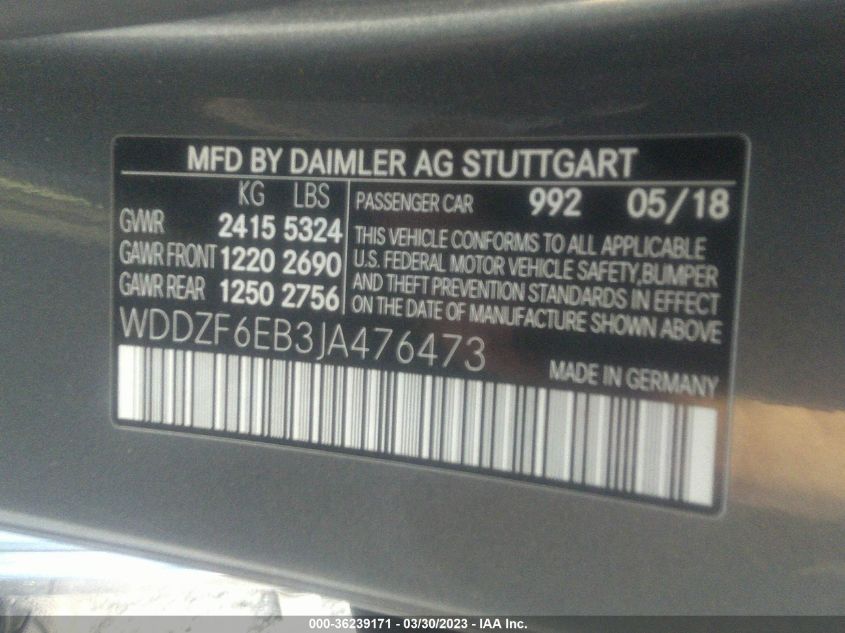 MFD BY DAIMLER AG STUTTGART
KG LBS
GVWR 2415 5324
GAWR FRONT 1220 2690
GAWR REAR 1250 2756
PASSENGER CAR 992 05/18
THIS VEHICLE CONFORMS TO ALL APPLICABLE
U.S. FEDERAL MOTOR VEHICLE SAFETY,BUMPER
AND THEFT PREVENTION STANDARDS IN EFFECT
ON THE DATE OF MANUFACTURE SHOWN ABOVE
WDDZF6EB3JA476473
MADE IN GERMANY
000-36239171 - 03/30/2023 - IAA Inc.